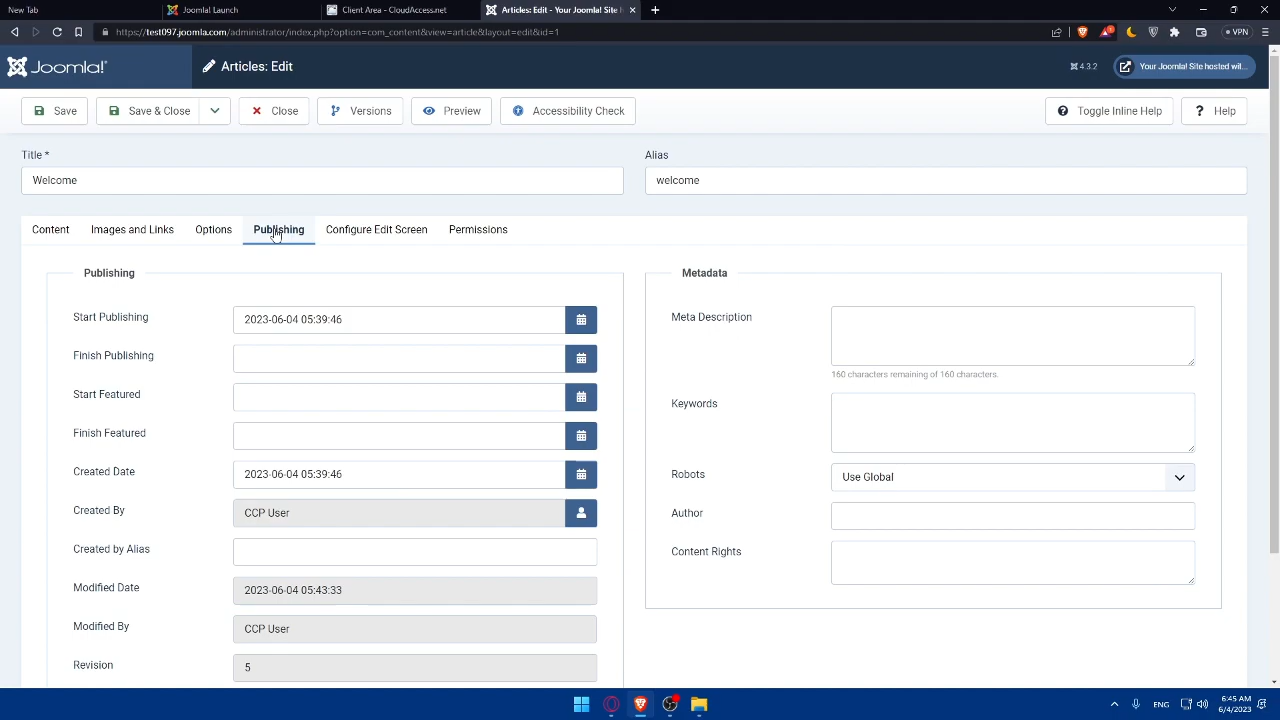 New Tab
Joomla Launch
Client Area - CloudAccess.net
Articles: Edit - Your Joomla! Site h
https://test097.joomla.com/administrator/index.php?option=com_content&view=article&layout=edit&id=1
VPN
Joomla!
Articles: Edit
4.3.2
Your Joomla! Site hosted wil...
Save
Save & Close
Close
Versions
Preview
Accessibility Check
Toggle Inline Help
Help
Title *
Alias
Welcome
welcome
Content
Images and Links
Options
Publishing
Configure Edit Screen
Permissions
Publishing
Start Publishing
2023-06-04 05:39:46
Finish Publishing
Start Featured
Finish Featured
Created Date
2023-06-04 05:39:46
Created By
CCP User
Created by Alias
Modified Date
2023-06-04 05:43:33
Modified By
CCP User
Revision
5
Metadata
Meta Description
160 characters remaining of 160 characters.
Keywords
Robots
Use Global
Author
Content Rights
ENG
6:45 AM
6/4/2023